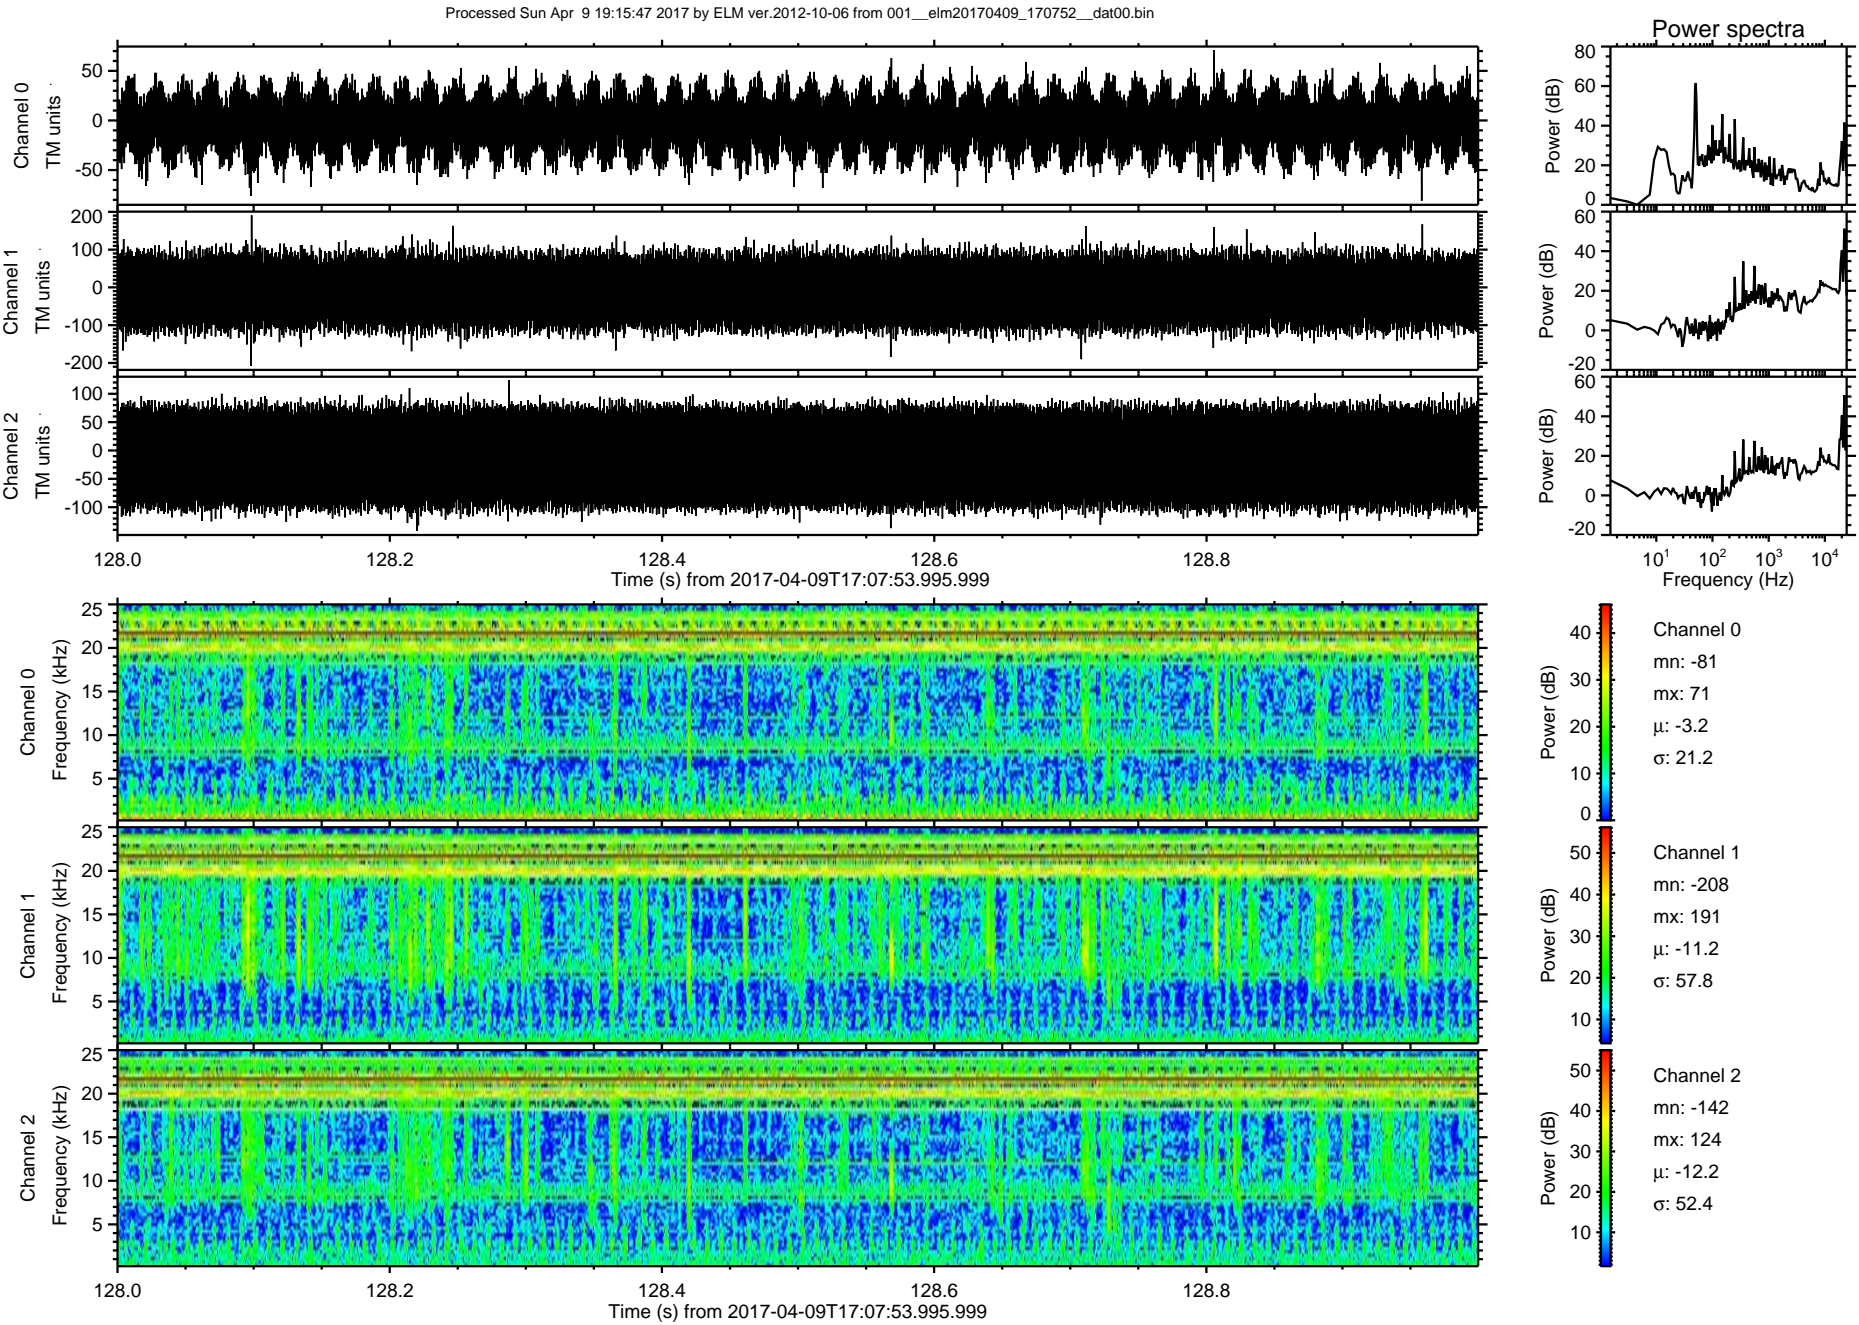 Processed Sun Apr  9 19:15:47 2017 by ELM ver.2012-10-06 from 001__elm20170409_170752__dat00.bin
Power spectra
Channel 0
TM units
50
0
-50
Power (dB)
80
60
40
20
0
Channel 1
TM units
200
100
0
-100
-200
Power (dB)
60
40
20
0
-20
Channel 2
TM units
100
50
0
-50
-100
Power (dB)
60
40
20
0
-20
128.0 128.2 128.4 128.6 128.8
Time (s) from 2017-04-09T17:07:53.995.999
10^1 10^2 10^3 10^4
Frequency (Hz)
Channel 0
Frequency (kHz)
25
20
15
10
5
Power (dB)
40
30
20
10
0
Channel 0
mn: -81
mx: 71
μ: -3.2
σ: 21.2
Channel 1
Frequency (kHz)
25
20
15
10
5
Power (dB)
50
40
30
20
10
Channel 1
mn: -208
mx: 191
μ: -11.2
σ: 57.8
Channel 2
Frequency (kHz)
25
20
15
10
5
Power (dB)
50
40
30
20
10
Channel 2
mn: -142
mx: 124
μ: -12.2
σ: 52.4
128.0 128.2 128.4 128.6 128.8
Time (s) from 2017-04-09T17:07:53.995.999